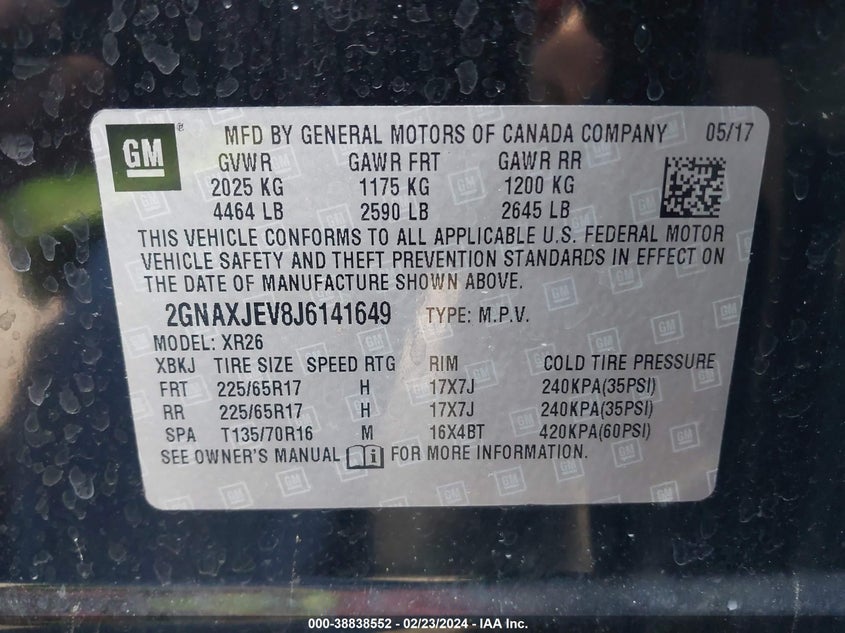 GM ® MFD BY GENERAL MOTORS OF CANADA COMPANY 05/17
GVWR GAWR FRT GAWR RR
2025 KG 1175 KG 1200 KG
4464 LB 2590 LB 2645 LB
THIS VEHICLE CONFORMS TO ALL APPLICABLE U.S. FEDERAL MOTOR
VEHICLE SAFETY AND THEFT PREVENTION STANDARDS IN EFFECT ON
THE DATE OF MANUFACTURE SHOWN ABOVE.
2GNAXJEV8J6141649 TYPE: M.P.V.
MODEL: XR26
XBKJ TIRE SIZE SPEED RTG RIM COLD TIRE PRESSURE
FRT 225/65R17 H 17X7J 240KPA(35PSI)
RR 225/65R17 H 17X7J 240KPA(35PSI)
SPA T135/70R16 M 16X4BT 420KPA(60PSI)
SEE OWNER'S MANUAL i FOR MORE INFORMATION.
000-38838552 - 02/23/2024 - IAA Inc.